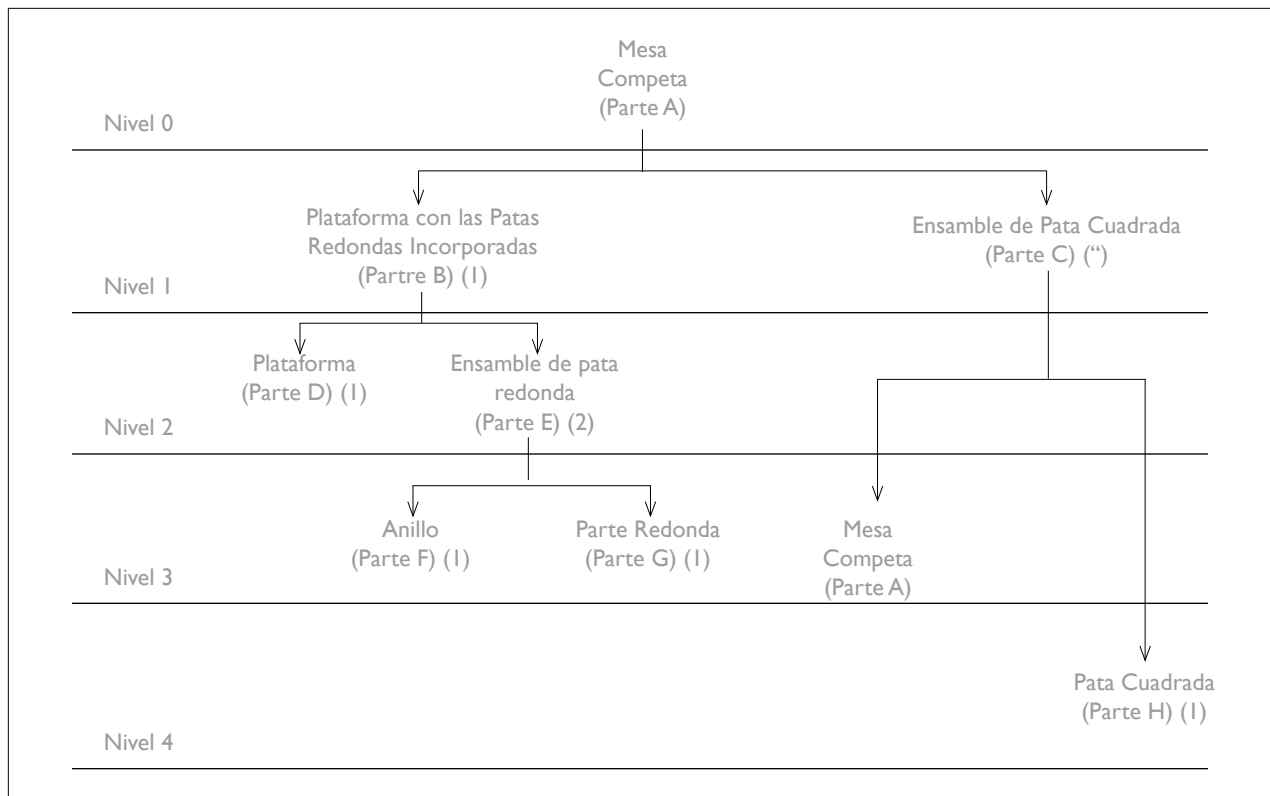 Mesa
Competa
(Parte A)
Nivel 0
Plataforma con las Patas
Redondas Incorporadas
(Partre B) (1)
Ensamble de Pata Cuadrada
(Parte C) (“)
Nivel 1
Plataforma
(Parte D) (1)
Ensamble de pata
redonda
(Parte E) (2)
Nivel 2
Anillo
(Parte F) (1)
Parte Redonda
(Parte G) (1)
Mesa
Competa
(Parte A)
Nivel 3
Pata Cuadrada
(Parte H) (1)
Nivel 4